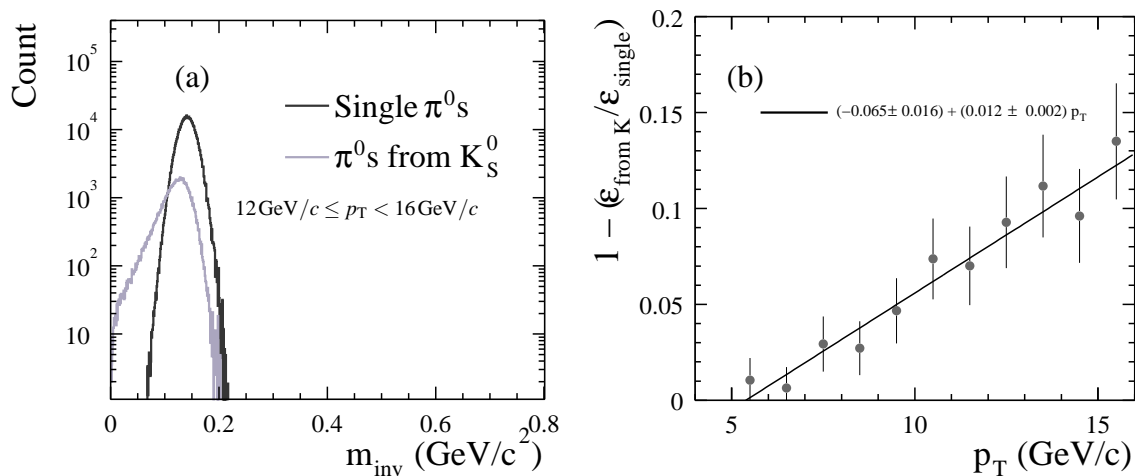 Count
10^5
10^4
10^3
10^2
10
(a)
Single π^0s
π^0s from K_S^0
12 GeV/c ≤ p_T < 16 GeV/c
0 0.2 0.4 0.6 0.8
m_inv (GeV/c^2)
1 − (ε_from K/ε_single)
0.2
0.15
0.1
0.05
0
(b)
(−0.065± 0.016) + (0.012 ± 0.002) p_T
5 10 15
p_T (GeV/c)